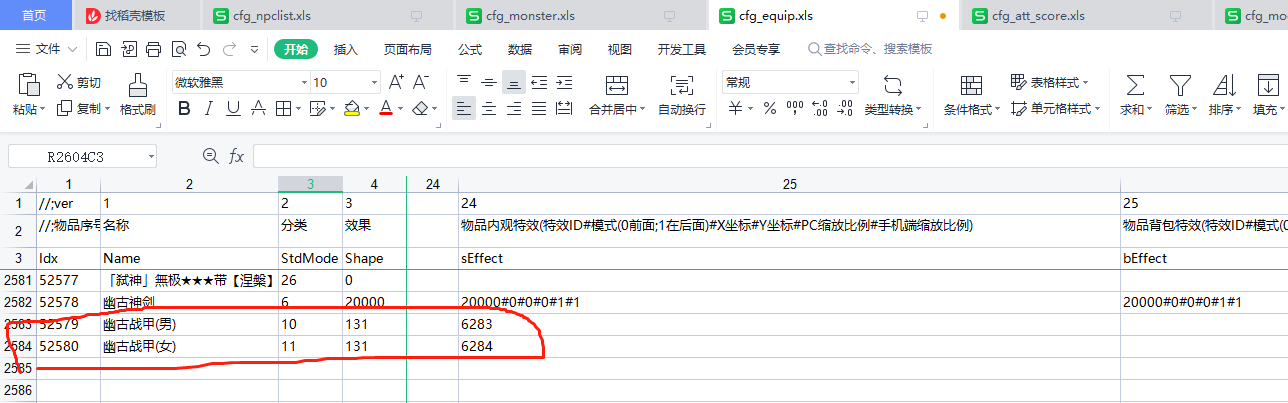 首页 找稻壳模板 cfg_npclist.xls cfg_monster.xls cfg_equip.xls cfg_att_score.xls cfg_mo
文件 开始 插入 页面布局 公式 数据 审阅 视图 开发工具 会员专享 查找命令、搜索模板
粘贴 剪切 复制 格式刷 微软雅黑 10 A+ A- 合并居中 自动换行 常规 类型转换 条件格式 表格样式 单元格样式 求和 筛选 排序 填充
B I U A A ¥ % 000 ←.0 .00 .00 →.0
R2604C3 fx
1 2 3 4 24 25
1 //;ver 1 2 3 24 25
2 //;物品序号 名称 分类 效果 物品内观特效(特效ID#模式(0前面;1在后面)#X坐标#Y坐标#PC缩放比例#手机端缩放比例) 物品背包特效(特效ID#模式(0
3 Idx Name StdMode Shape sEffect bEffect
2581 52577 「弑神」無极★★★带【涅槃】 26 0
2582 52578 幽古神剑 6 20000 20000#0#0#0#1#1 20000#0#0#0#1#1
2583 52579 幽古战甲(男) 10 131 6283
2584 52580 幽古战甲(女) 11 131 6284
2585
2586